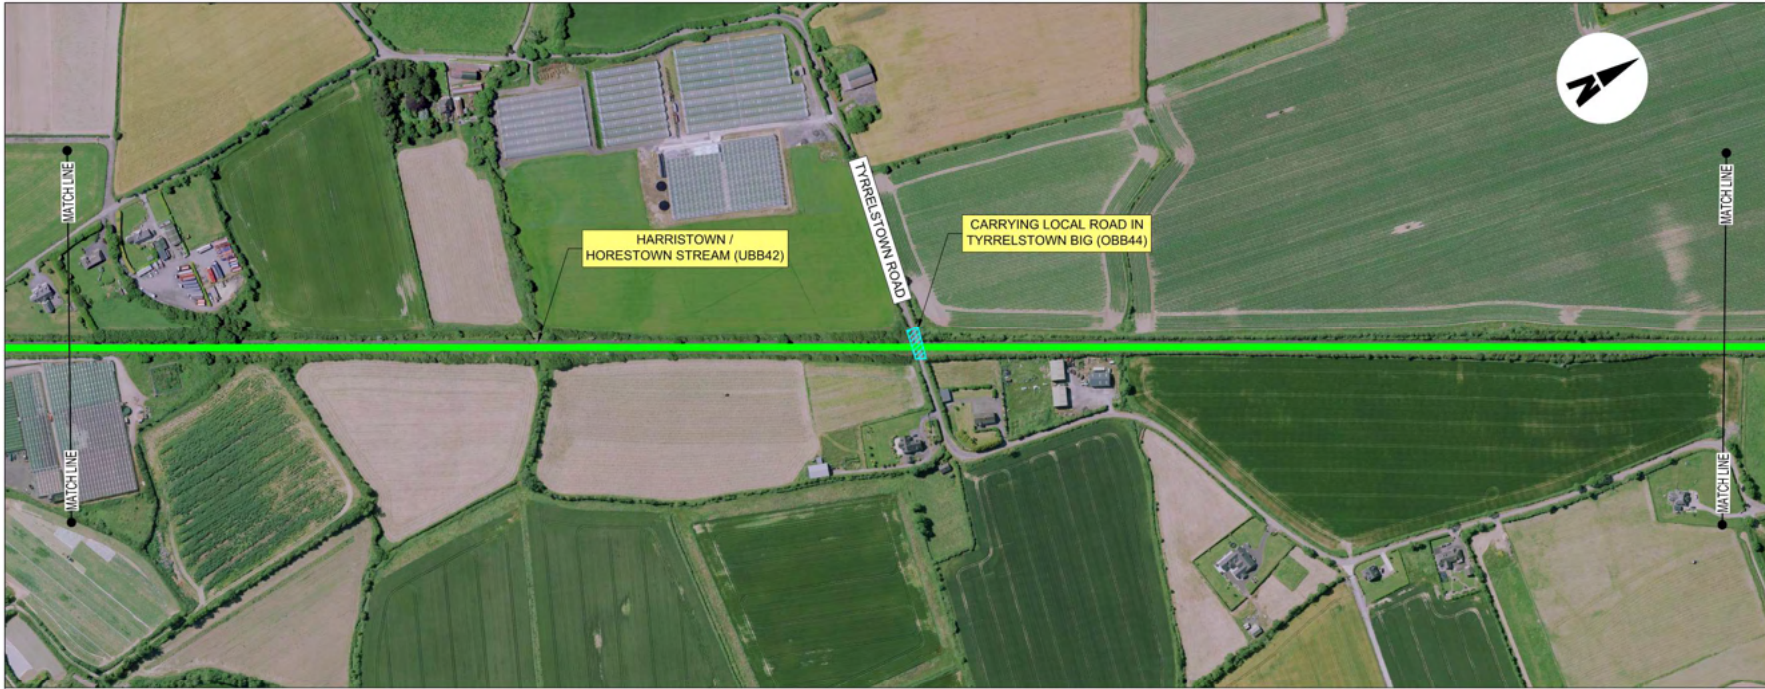 MATCH LINE
MATCH LINE
HARRISTOWN /
HORESTOWN STREAM (UBB42)
TYRRELSTOWN ROAD
CARRYING LOCAL ROAD IN
TYRRELSTOWN BIG (OBB44)
N
MATCH LINE
MATCH LINE